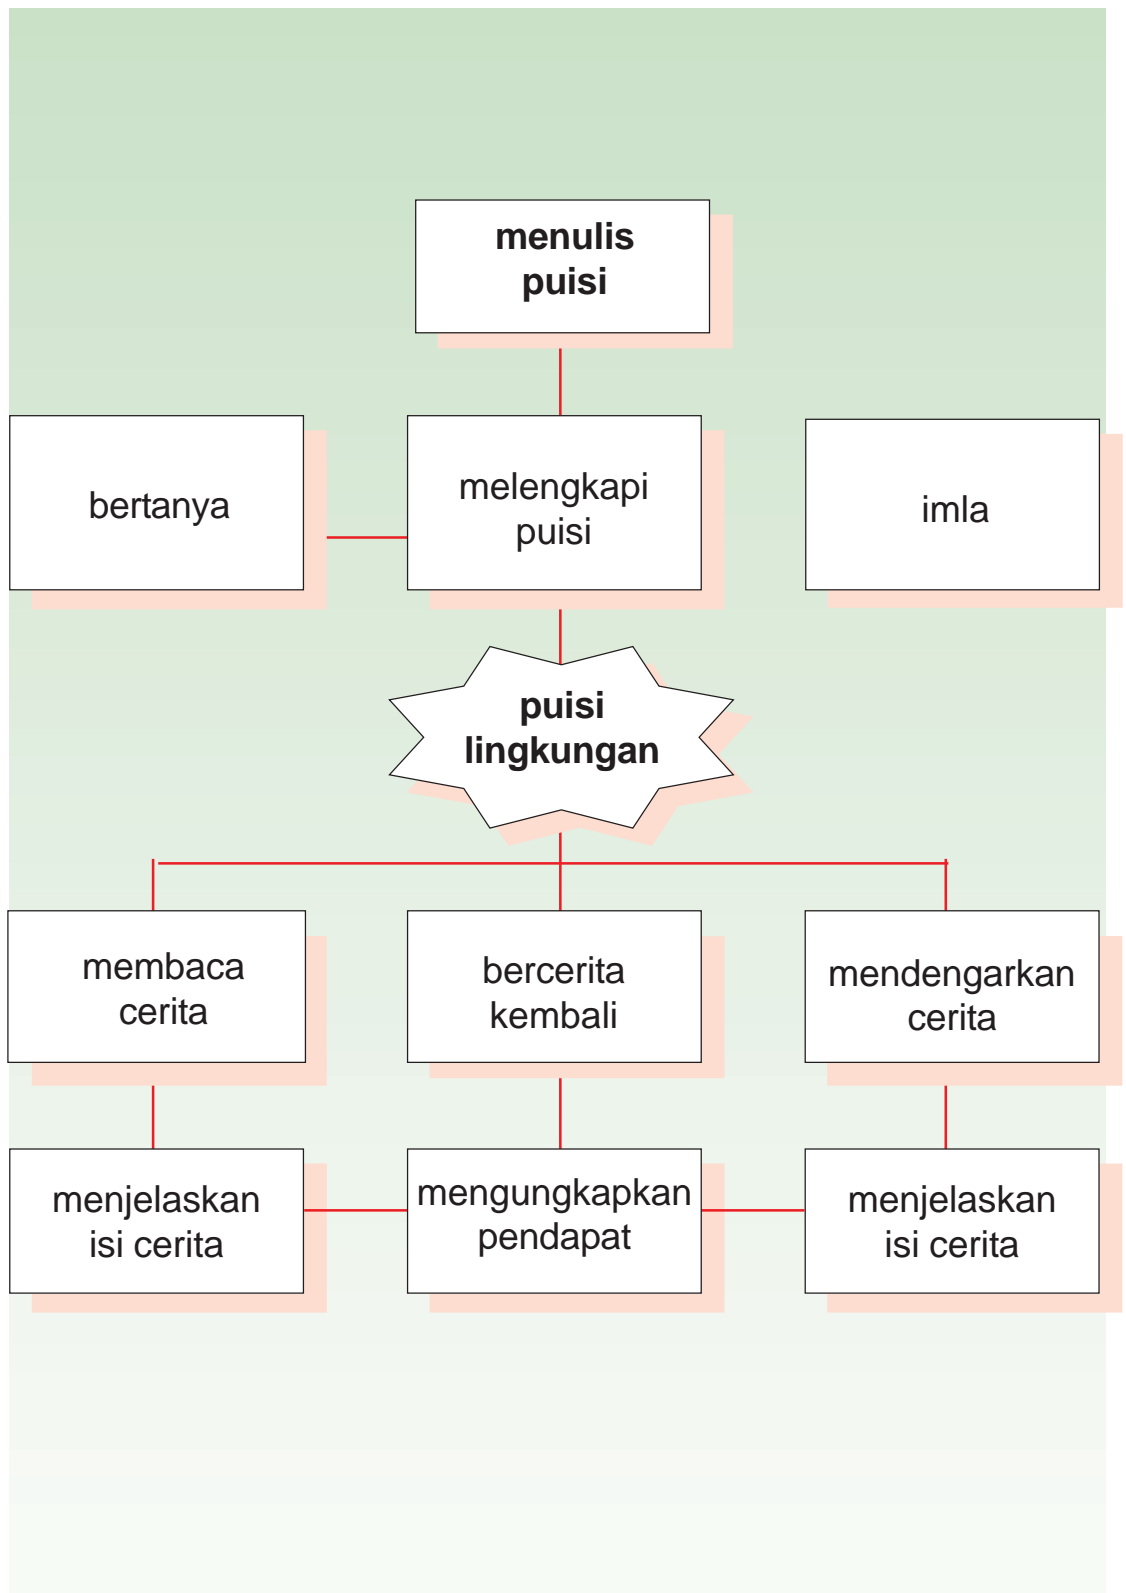 menulis
puisi
bertanya
melengkapi
puisi
imla
puisi
lingkungan
membaca
cerita
bercerita
kembali
mendengarkan
cerita
menjelaskan
isi cerita
mengungkapkan
pendapat
menjelaskan
isi cerita